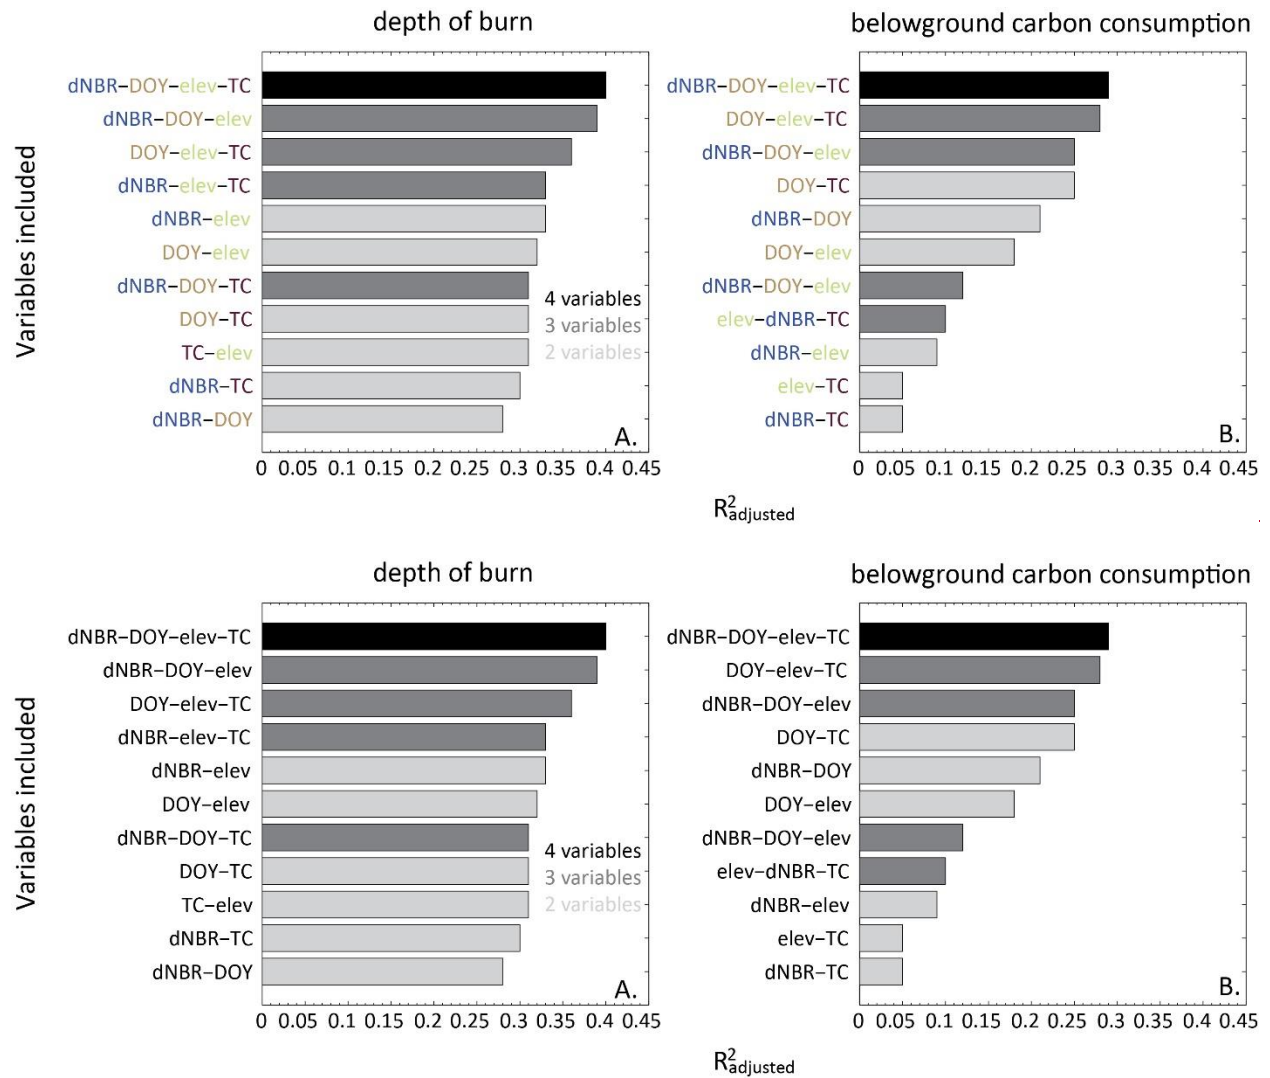 depth of burn
belowground carbon consumption
Variables included
dNBR–DOY–elev–TC
dNBR–DOY–elev
DOY–elev–TC
dNBR–elev–TC
dNBR–elev
DOY–elev
dNBR–DOY–TC
DOY–TC
TC–elev
dNBR–TC
dNBR–DOY
4 variables
3 variables
2 variables
A.
0 0.05 0.1 0.15 0.2 0.25 0.3 0.35 0.4 0.45
dNBR–DOY–elev–TC
DOY–elev–TC
dNBR–DOY–elev
DOY–TC
dNBR–DOY
DOY–elev
dNBR–DOY–elev
elev–dNBR–TC
dNBR–elev
elev–TC
dNBR–TC
B.
0 0.05 0.1 0.15 0.2 0.25 0.3 0.35 0.4 0.45
R²adjusted
depth of burn
belowground carbon consumption
Variables included
dNBR–DOY–elev–TC
dNBR–DOY–elev
DOY–elev–TC
dNBR–elev–TC
dNBR–elev
DOY–elev
dNBR–DOY–TC
DOY–TC
TC–elev
dNBR–TC
dNBR–DOY
4 variables
3 variables
2 variables
A.
0 0.05 0.1 0.15 0.2 0.25 0.3 0.35 0.4 0.45
dNBR–DOY–elev–TC
DOY–elev–TC
dNBR–DOY–elev
DOY–TC
dNBR–DOY
DOY–elev
dNBR–DOY–elev
elev–dNBR–TC
dNBR–elev
elev–TC
dNBR–TC
B.
0 0.05 0.1 0.15 0.2 0.25 0.3 0.35 0.4 0.45
R²adjusted